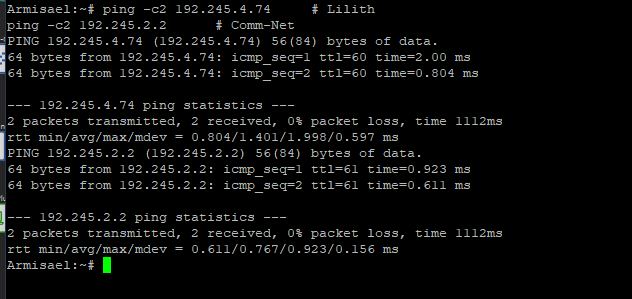 Armisael:~# ping -c2 192.245.4.74     # Lilith
ping -c2 192.245.2.2      # Comm-Net
PING 192.245.4.74 (192.245.4.74) 56(84) bytes of data.
64 bytes from 192.245.4.74: icmp_seq=1 ttl=60 time=2.00 ms
64 bytes from 192.245.4.74: icmp_seq=2 ttl=60 time=0.804 ms

--- 192.245.4.74 ping statistics ---
2 packets transmitted, 2 received, 0% packet loss, time 1112ms
rtt min/avg/max/mdev = 0.804/1.401/1.998/0.597 ms
PING 192.245.2.2 (192.245.2.2) 56(84) bytes of data.
64 bytes from 192.245.2.2: icmp_seq=1 ttl=61 time=0.923 ms
64 bytes from 192.245.2.2: icmp_seq=2 ttl=61 time=0.611 ms

--- 192.245.2.2 ping statistics ---
2 packets transmitted, 2 received, 0% packet loss, time 1112ms
rtt min/avg/max/mdev = 0.611/0.767/0.923/0.156 ms
Armisael:~#